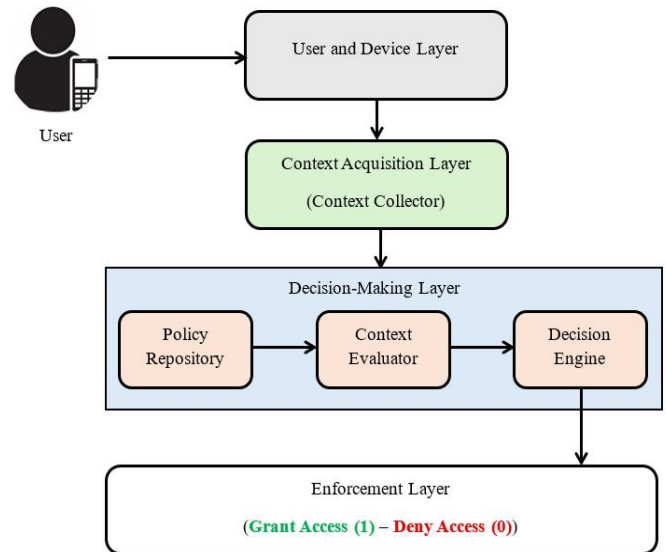 User and Device Layer
User
Context Acquisition Layer
(Context Collector)
Decision-Making Layer
Policy
Repository
Context
Evaluator
Decision
Engine
Enforcement Layer
(Grant Access (1) – Deny Access (0))